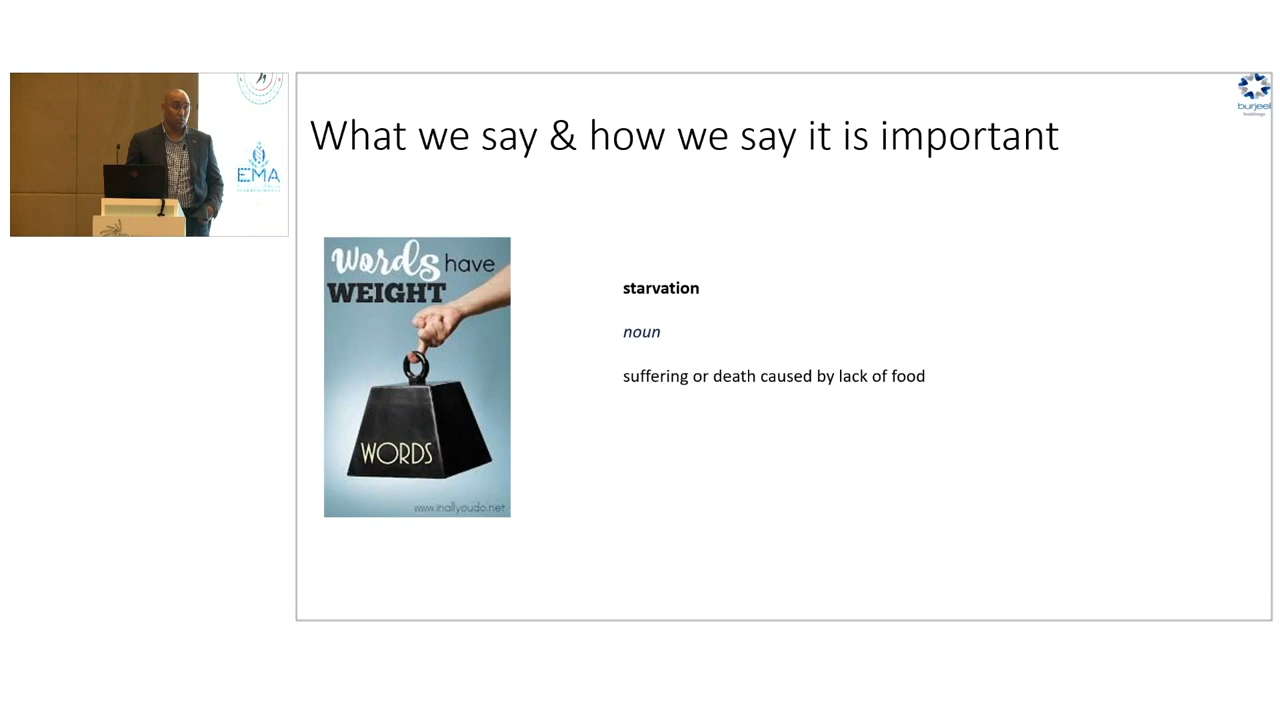 EMA
burjeel
holdings
What we say & how we say it is important
words have
WEIGHT
WORDS
www.inallyoudo.net
starvation
noun
suffering or death caused by lack of food